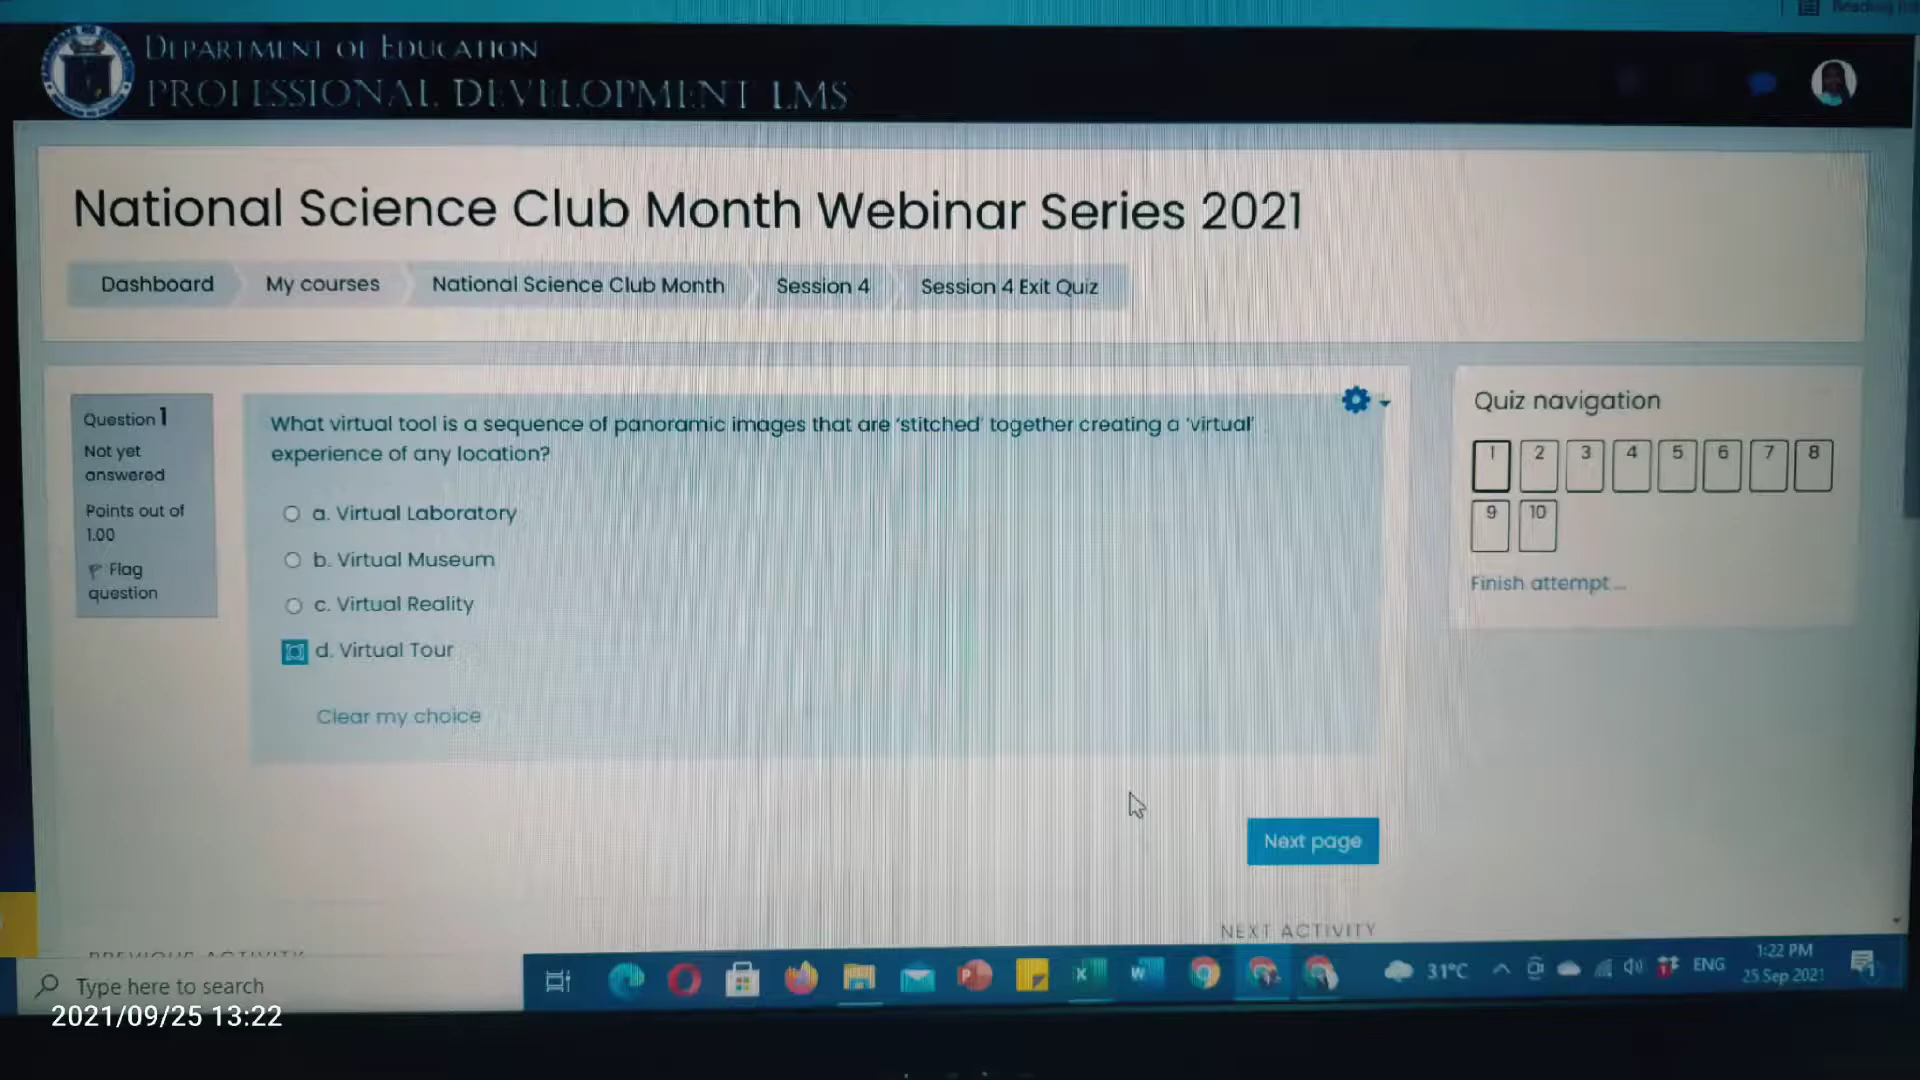 Reading list
DEPARTMENT OF EDUCATION
PROFESSIONAL DEVELOPMENT LMS
National Science Club Month Webinar Series 2021
Dashboard
My courses
National Science Club Month
Session 4
Session 4 Exit Quiz
Question 1
Not yet
answered
Points out of
1.00
Flag
question
What virtual tool is a sequence of panoramic images that are 'stitched' together creating a 'virtual'
experience of any location?
a. Virtual Laboratory
b. Virtual Museum
c. Virtual Reality
d. Virtual Tour
Clear my choice
Quiz navigation
1 2 3 4 5 6 7 8
9 10
Finish attempt ...
Next page
NEXT ACTIVITY
PREVIOUS ACTIVITY
Type here to search
31°C
ENG
1:22 PM
25 Sep 2021
2021/09/25 13:22